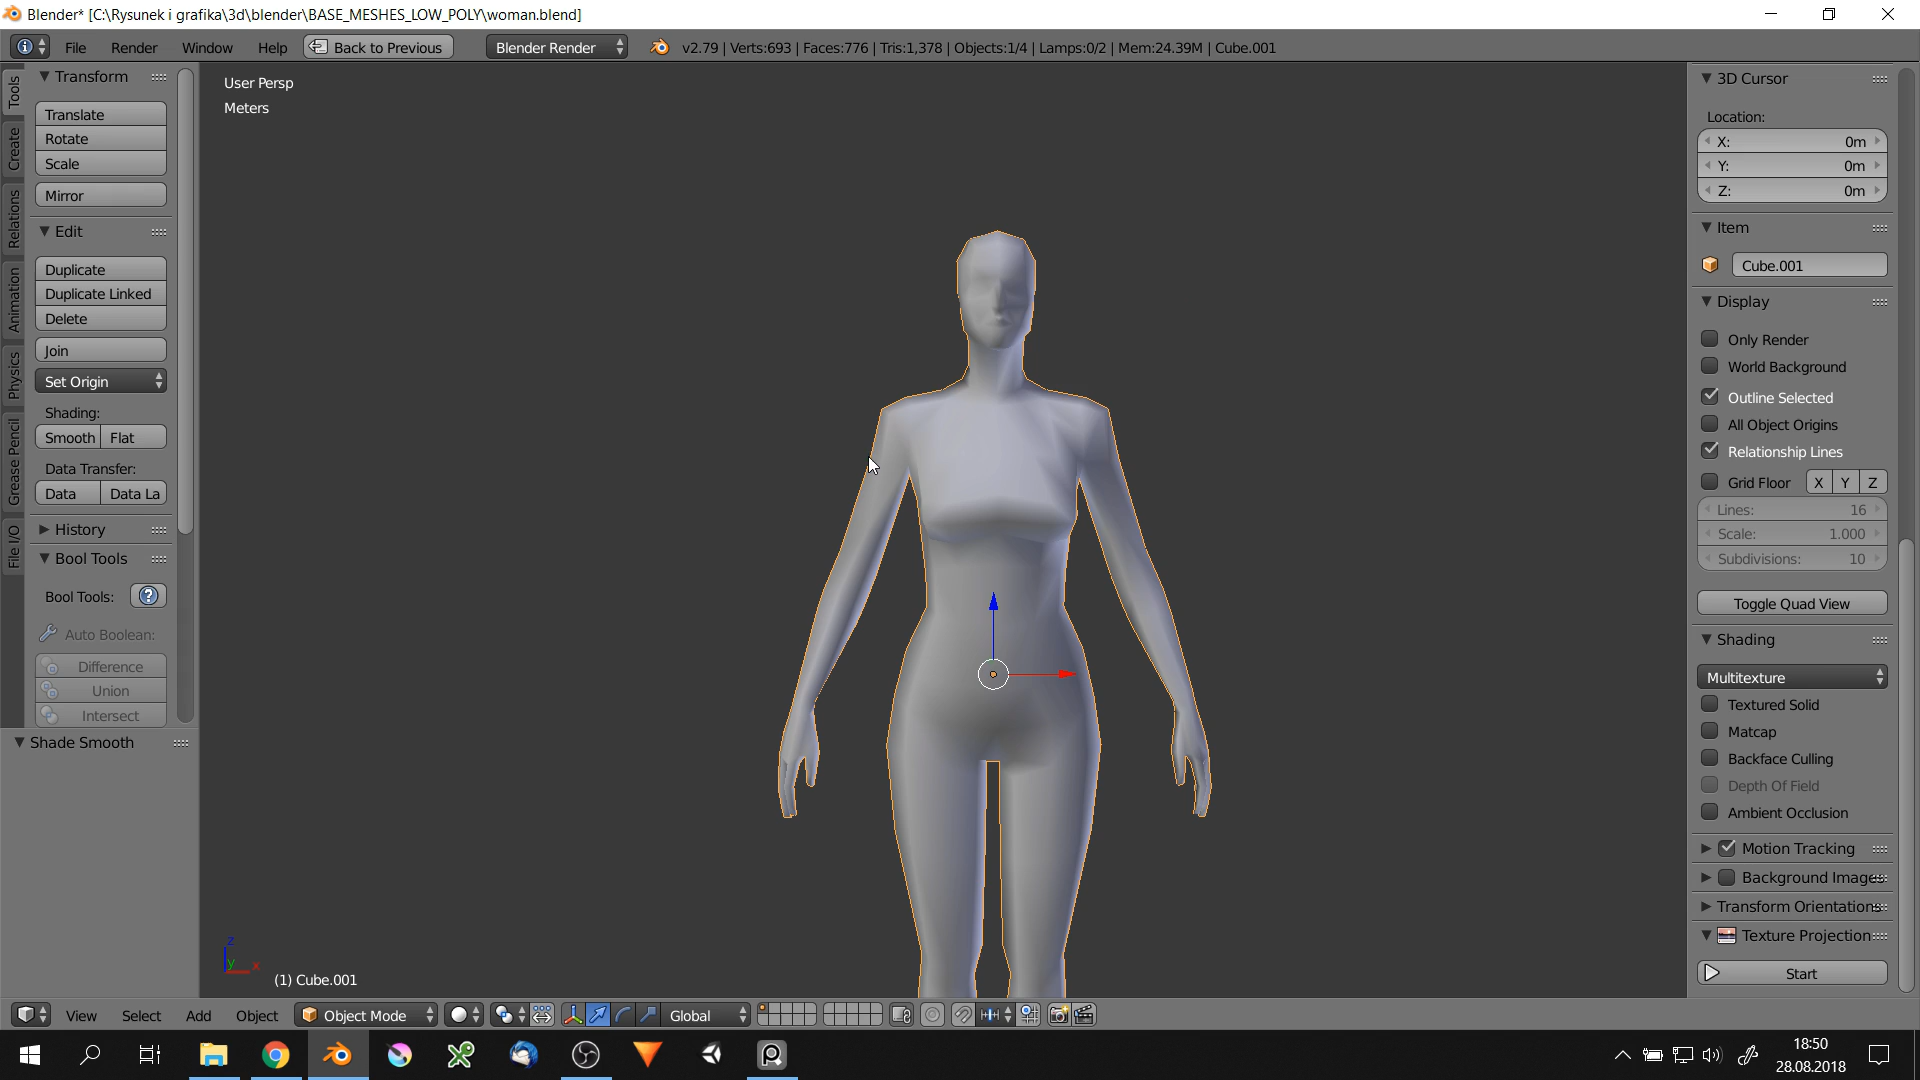 Blender* [C:\Rysunek i grafika\3d\blender\BASE_MESHES_LOW_POLY\woman.blend]
File Render Window Help Back to Previous Blender Render v2.79 | Verts:693 | Faces:776 | Tris:1,378 | Objects:1/4 | Lamps:0/2 | Mem:24.39M | Cube.001
Tools
Create
Relations
Animation
Physics
Grease Pencil
File I/O
Transform
Translate
Rotate
Scale
Mirror
Edit
Duplicate
Duplicate Linked
Delete
Join
Set Origin
Shading:
Smooth Flat
Data Transfer:
Data Data La
History
Bool Tools
Bool Tools:
Auto Boolean:
Difference
Union
Intersect
Shade Smooth
User Persp
Meters
z
y x
(1) Cube.001
3D Cursor
Location:
X: 0m
Y: 0m
Z: 0m
Item
Cube.001
Display
Only Render
World Background
Outline Selected
All Object Origins
Relationship Lines
Grid Floor X Y Z
Lines: 16
Scale: 1.000
Subdivisions: 10
Toggle Quad View
Shading
Multitexture
Textured Solid
Matcap
Backface Culling
Depth Of Field
Ambient Occlusion
Motion Tracking
Background Images
Transform Orientations
Texture Projection
Start
View Select Add Object Object Mode Global
18:50
28.08.2018